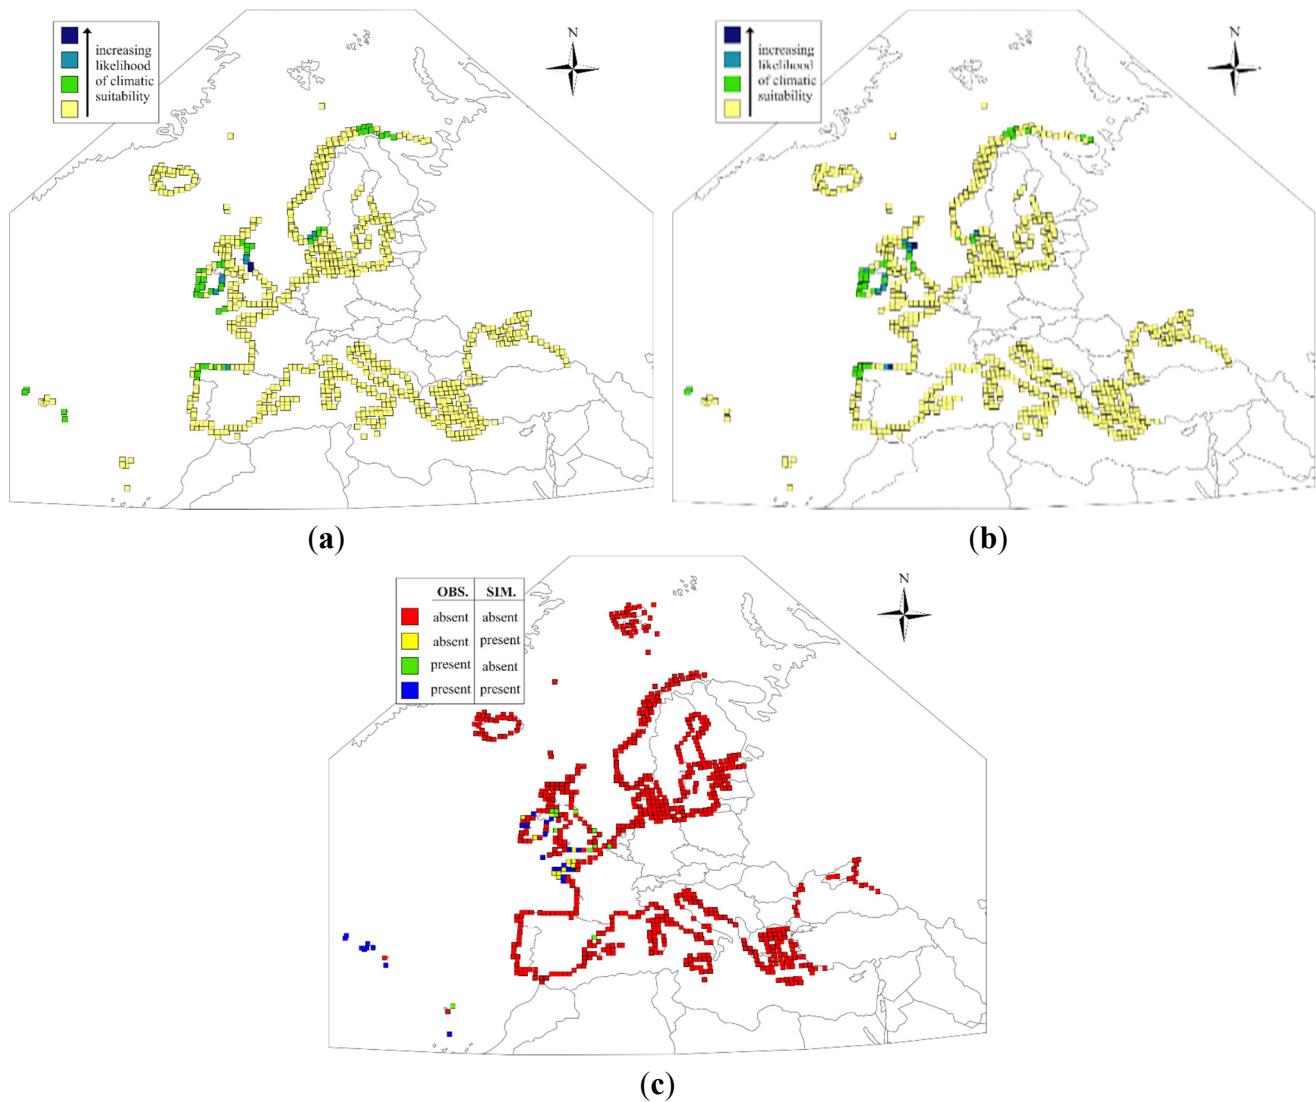 increasing
likelihood
of climatic
suitability
N
increasing
likelihood
of climatic
suitability
N
(a)
(b)
OBS. SIM.
absent absent
absent present
present absent
present present
N
(c)